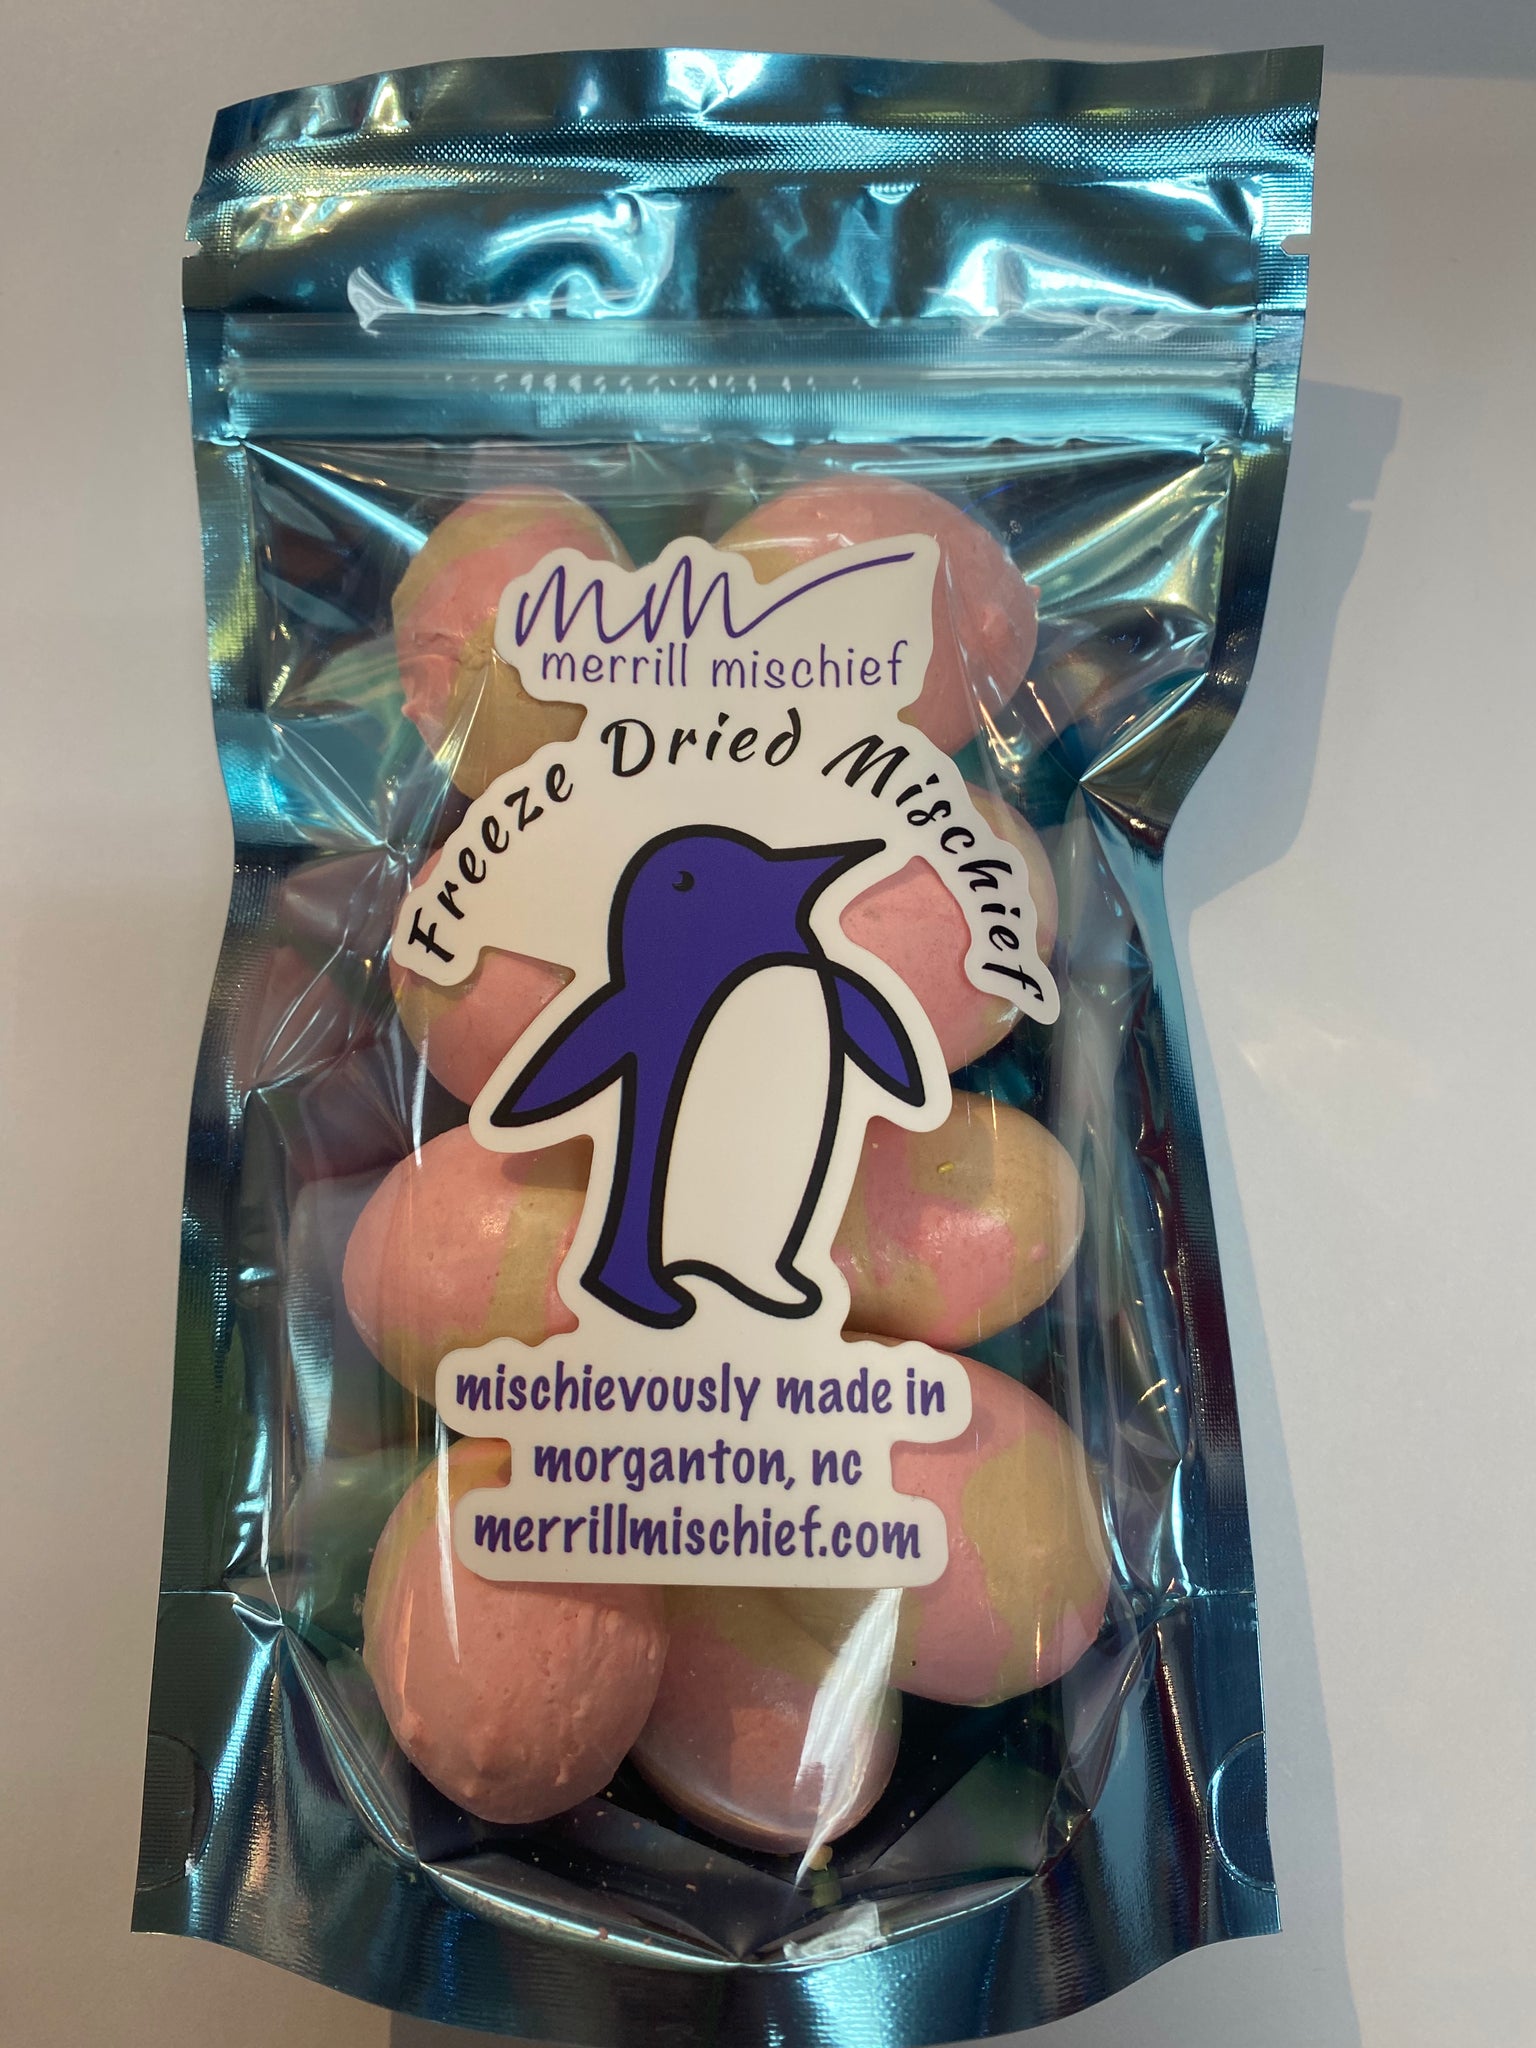 mm
merrill mischief
Freeze Dried Mischief
mischievously made in
morganton, nc
merrillmischief.com